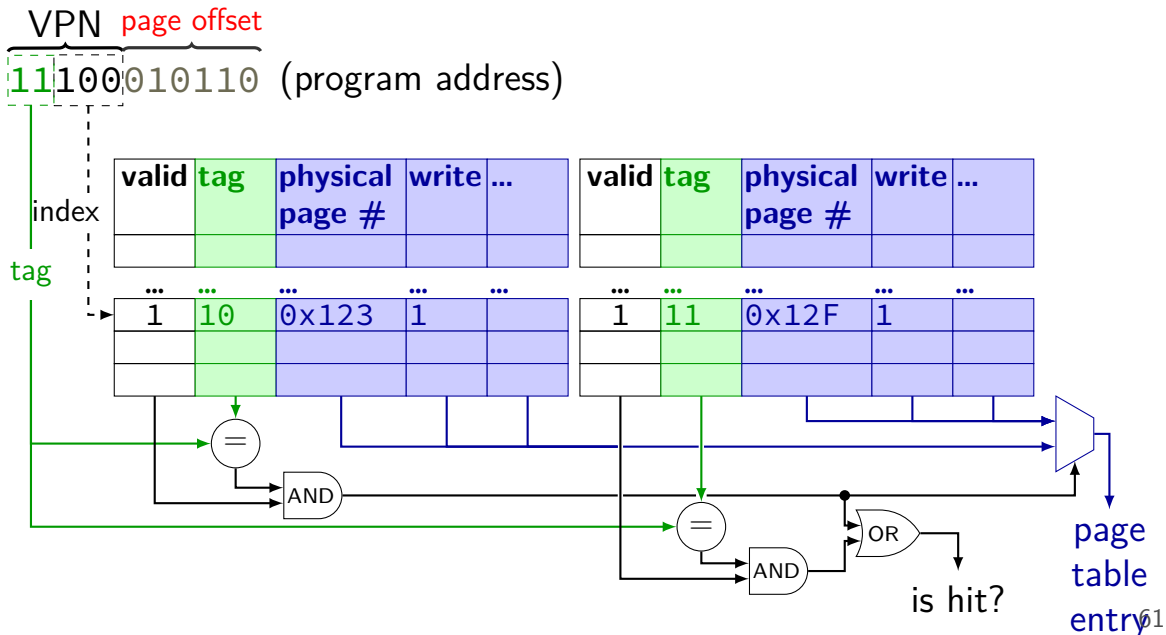 VPN page offset
11100010110 (program address)
valid tag physical write ... valid tag physical write ...
index page # page #
tag
... ... ... ... ... ... ... ... ... ...
1 10 0x123 1 1 11 0x12F 1
=
AND
= OR
AND
page
table
is hit?
entry 61